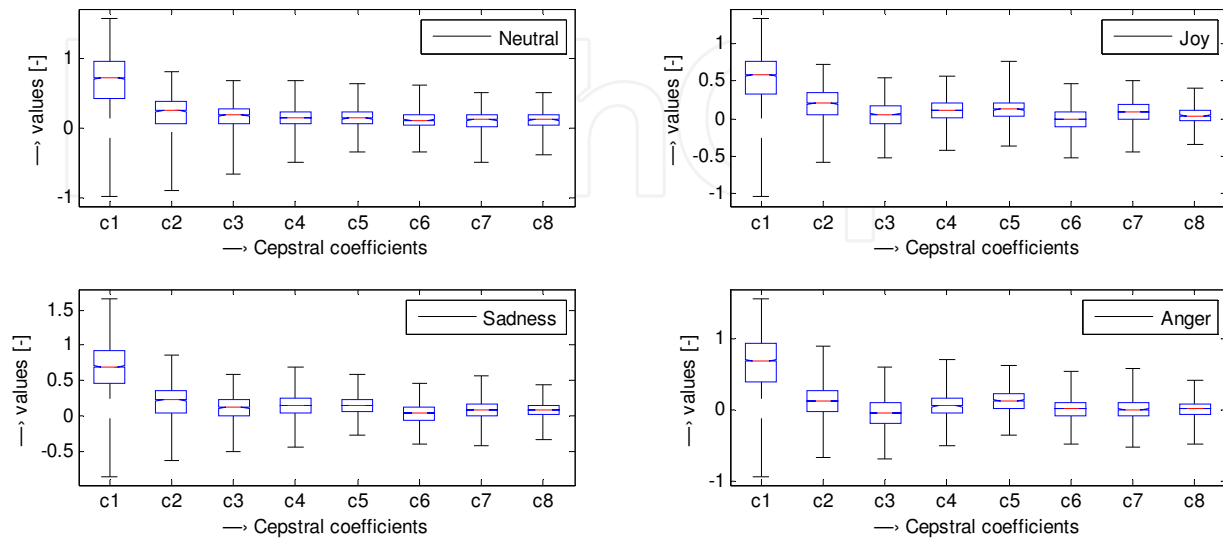 Neutral
1
0
-1
—› values [-]
c1 c2 c3 c4 c5 c6 c7 c8
—› Cepstral coefficients
Joy
1
0.5
0
-0.5
-1
—› values [-]
c1 c2 c3 c4 c5 c6 c7 c8
—› Cepstral coefficients
Sadness
1.5
1
0.5
0
-0.5
—› values [-]
c1 c2 c3 c4 c5 c6 c7 c8
—› Cepstral coefficients
Anger
1
0
-1
—› values [-]
c1 c2 c3 c4 c5 c6 c7 c8
—› Cepstral coefficients